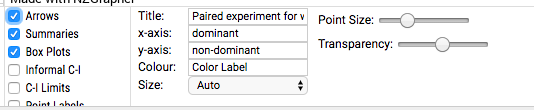 Made with NZGrapher
Arrows
Summaries
Box Plots
Informal C-I
C-I Limits
Point Labels
Title: Paired experiment for
x-axis: dominant
y-axis: non-dominant
Colour: Color Label
Size: Auto
Point Size:
Transparency: